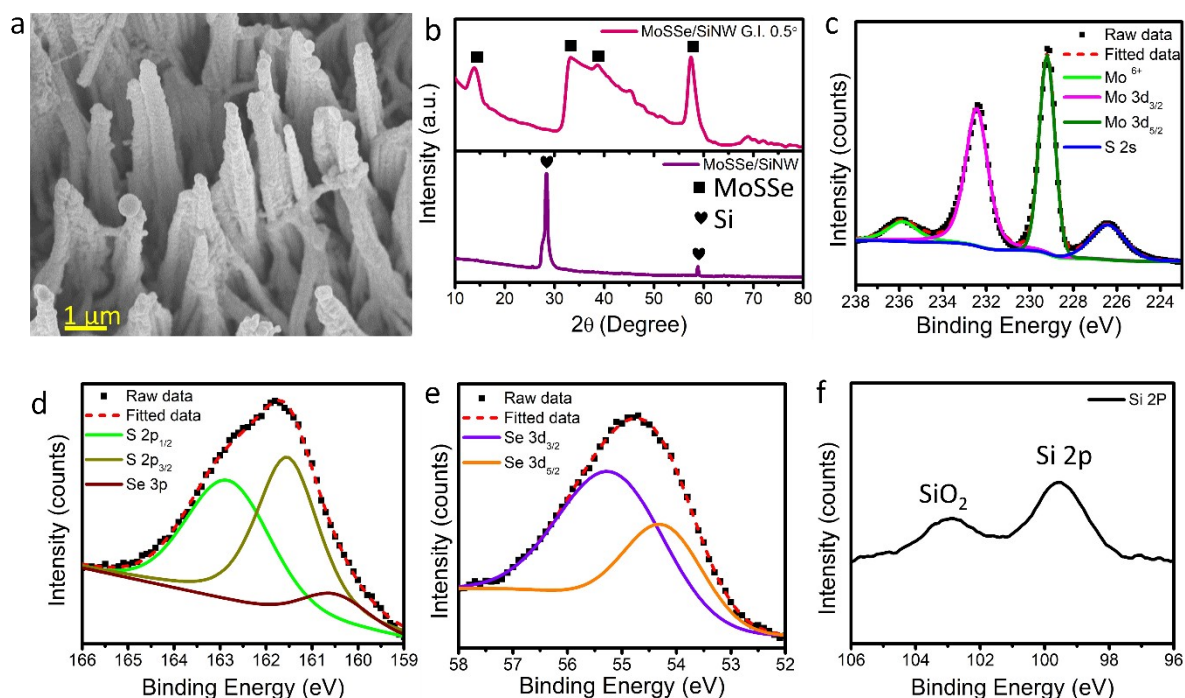 a
1 μm
b
MoSSe/SiNW G.I. 0.5°
MoSSe/SiNW
■ MoSSe
♥ Si
Intensity (a.u.)
10 20 30 40 50 60 70 80
2θ (Degree)
c
Raw data
Fitted data
Mo⁶⁺
Mo 3d₃/₂
Mo 3d₅/₂
S 2s
Intensity (counts)
238 236 234 232 230 228 226 224
Binding Energy (eV)
d
Raw data
Fitted data
S 2p₁/₂
S 2p₃/₂
Se 3p
Intensity (counts)
166 165 164 163 162 161 160 159
Binding Energy (eV)
e
Raw data
Fitted data
Se 3d₃/₂
Se 3d₅/₂
Intensity (counts)
58 57 56 55 54 53 52
Binding Energy (eV)
f
Si 2P
SiO₂
Si 2p
Intensity (counts)
106 104 102 100 98 96
Binding Energy (eV)